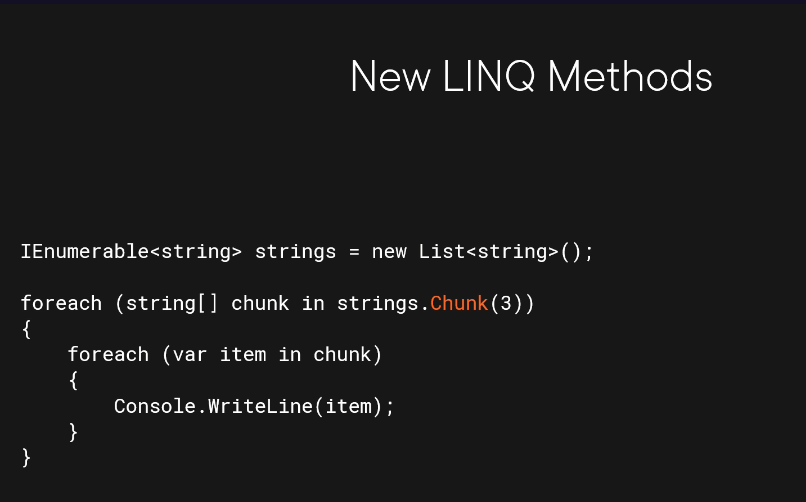 New LINQ Methods
IEnumerable<string> strings = new List<string>();
foreach (string[] chunk in strings.Chunk(3))
{
    foreach (var item in chunk)
    {
        Console.WriteLine(item);
    }
}